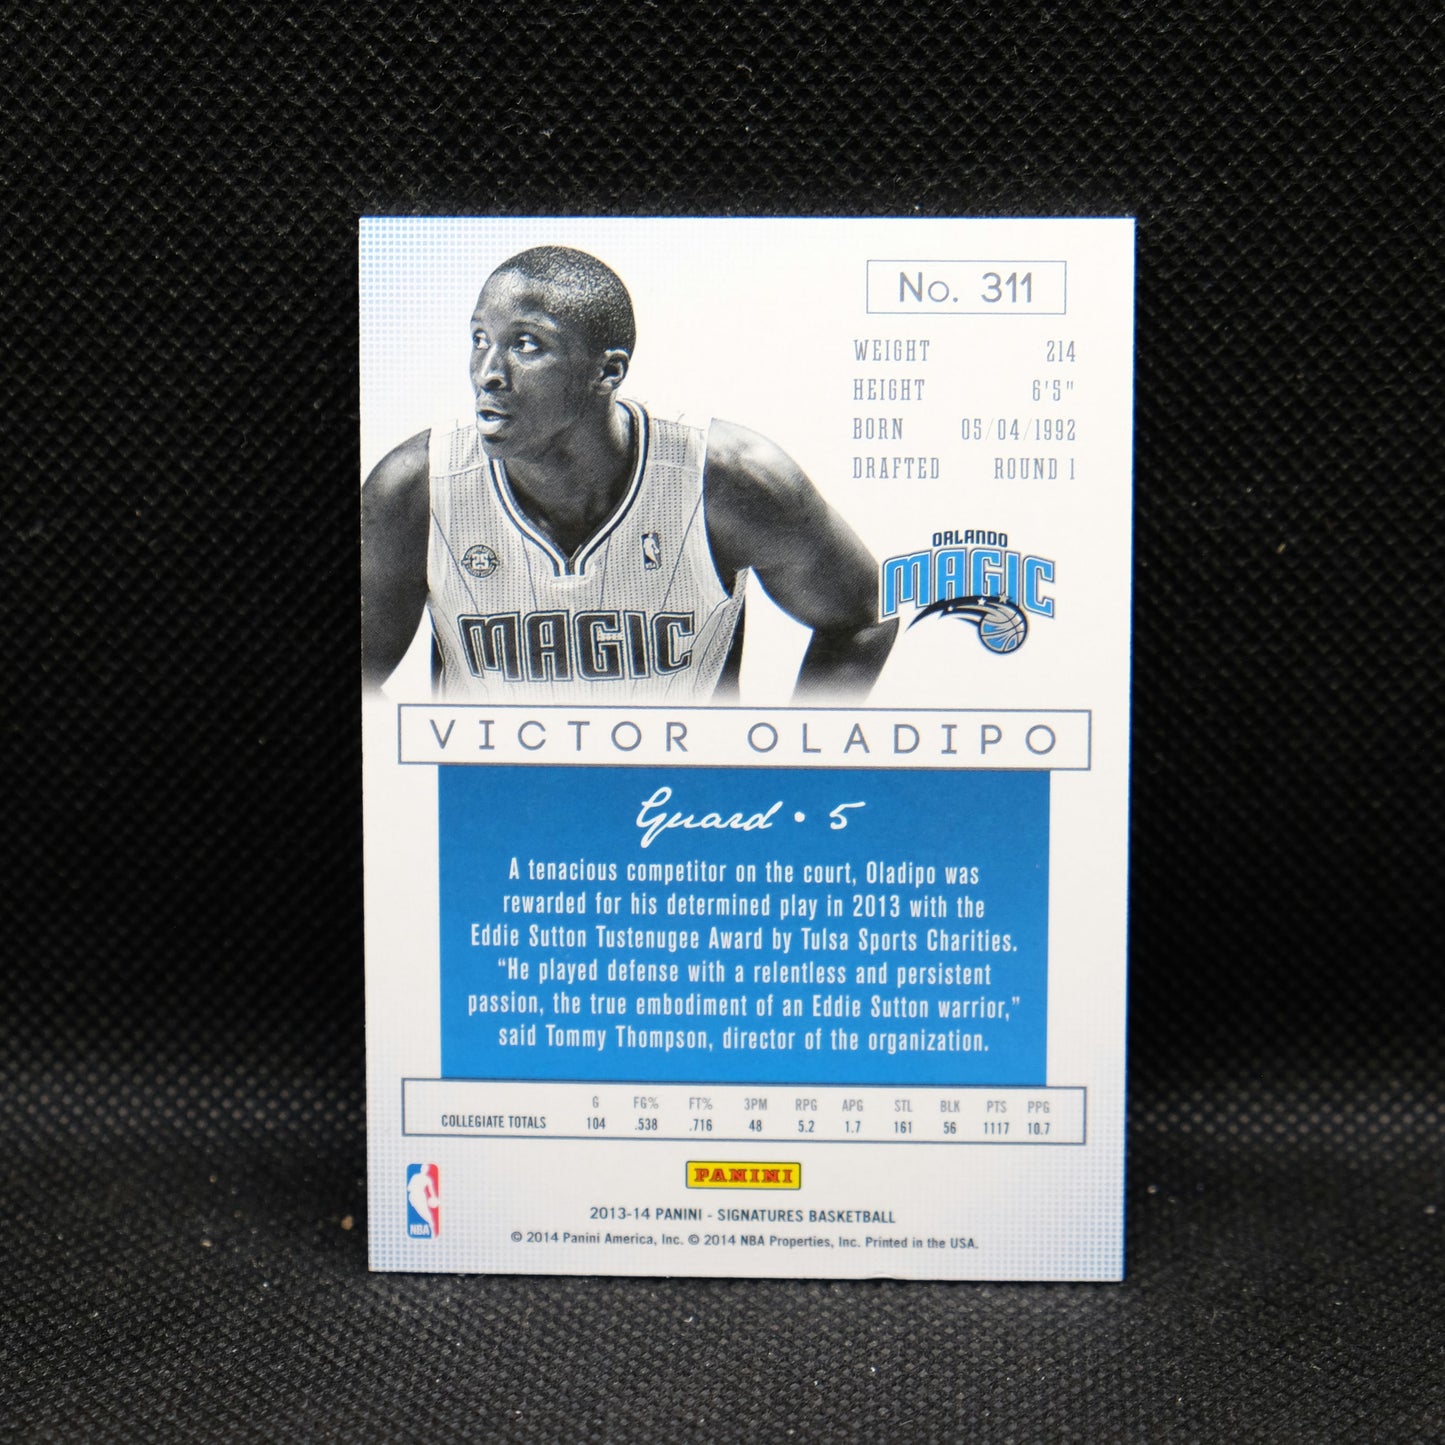 No. 311
WEIGHT 214
HEIGHT 6'5"
BORN 05/04/1992
DRAFTED ROUND 1
ORLANDO
MAGIC
25
MAGIC
VICTOR OLADIPO
Guard • 5
A tenacious competitor on the court, Oladipo was
rewarded for his determined play in 2013 with the
Eddie Sutton Tustenugee Award by Tulsa Sports Charities.
“He played defense with a relentless and persistent
passion, the true embodiment of an Eddie Sutton warrior,”
said Tommy Thompson, director of the organization.
G FG% FT% 3PM RPG APG STL BLK PTS PPG
COLLEGIATE TOTALS 104 .538 .716 48 5.2 1.7 161 56 1117 10.7
PANINI
NBA
2013-14 PANINI - SIGNATURES BASKETBALL
© 2014 Panini America, Inc. © 2014 NBA Properties, Inc. Printed in the USA.